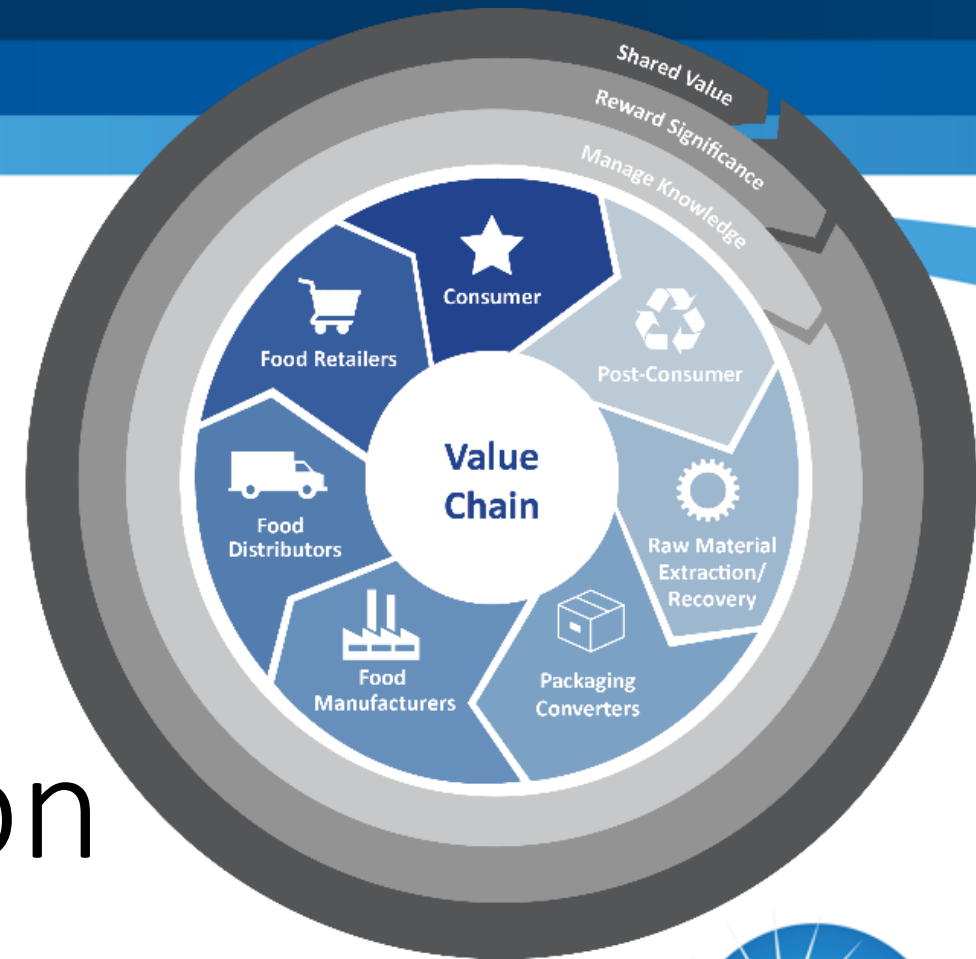 Shared Value
Reward Significance
Manage Knowledge
Consumer
Food Retailers
Post-Consumer
Value
Chain
Food
Distributors
Raw Material
Extraction/
Recovery
Food
Manufacturers
Packaging
Converters
on